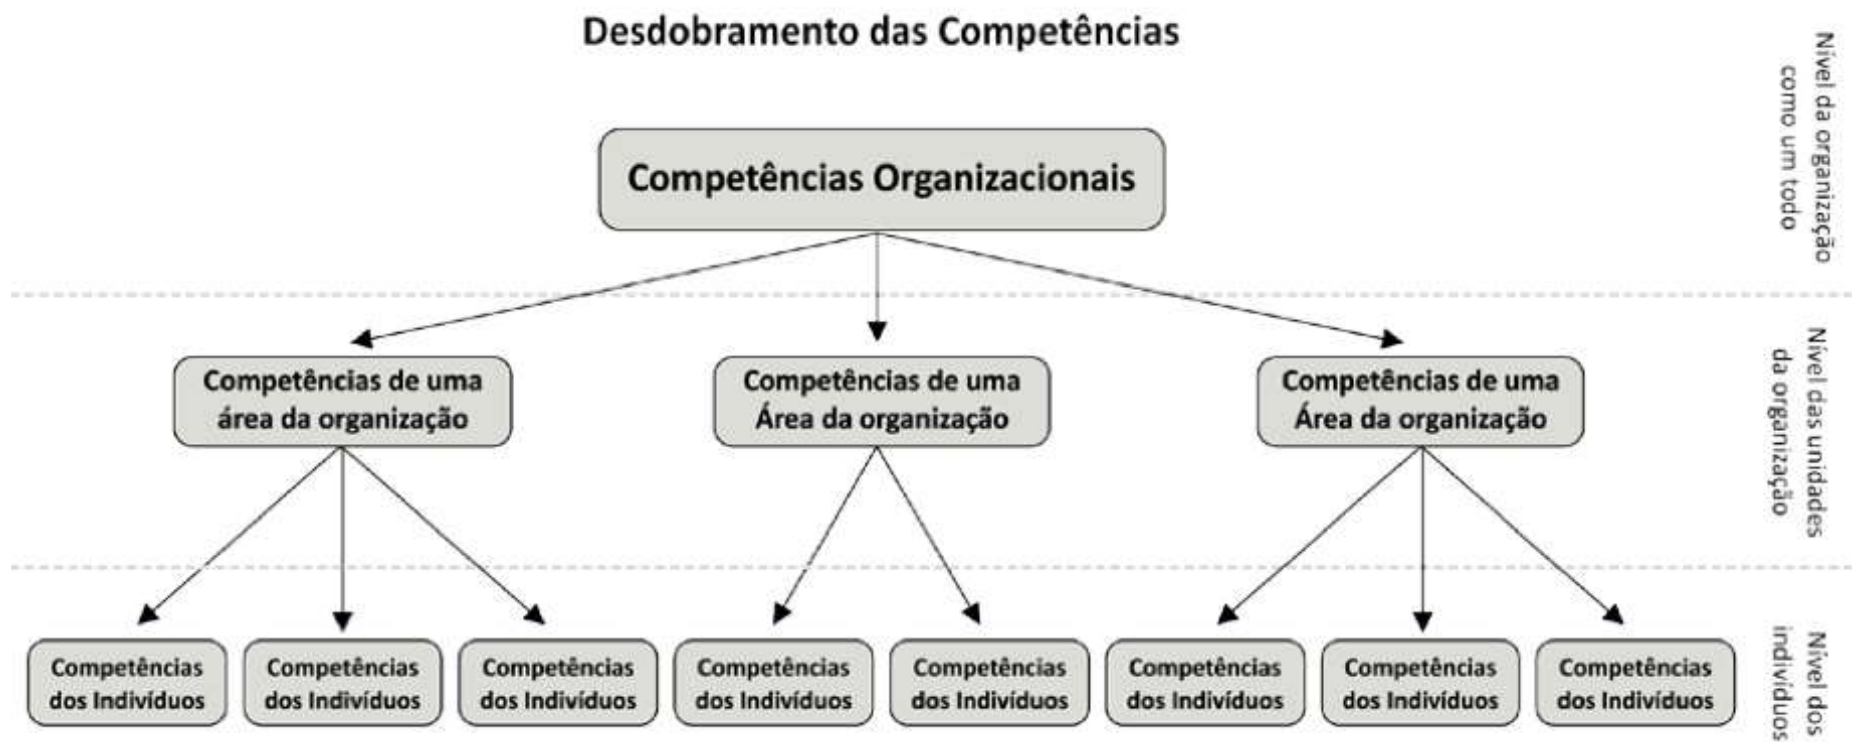 Desdobramento das Competências
Nível da organização
como um todo
Competências Organizacionais
Competências de uma
área da organização
Competências de uma
Área da organização
Competências de uma
Área da organização
Nível das unidades
da organização
Competências
dos Indivíduos
Competências
dos Indivíduos
Competências
dos Indivíduos
Competências
dos Indivíduos
Competências
dos Indivíduos
Competências
dos Indivíduos
Competências
dos Indivíduos
Competências
dos Indivíduos
Nível dos
indivíduos